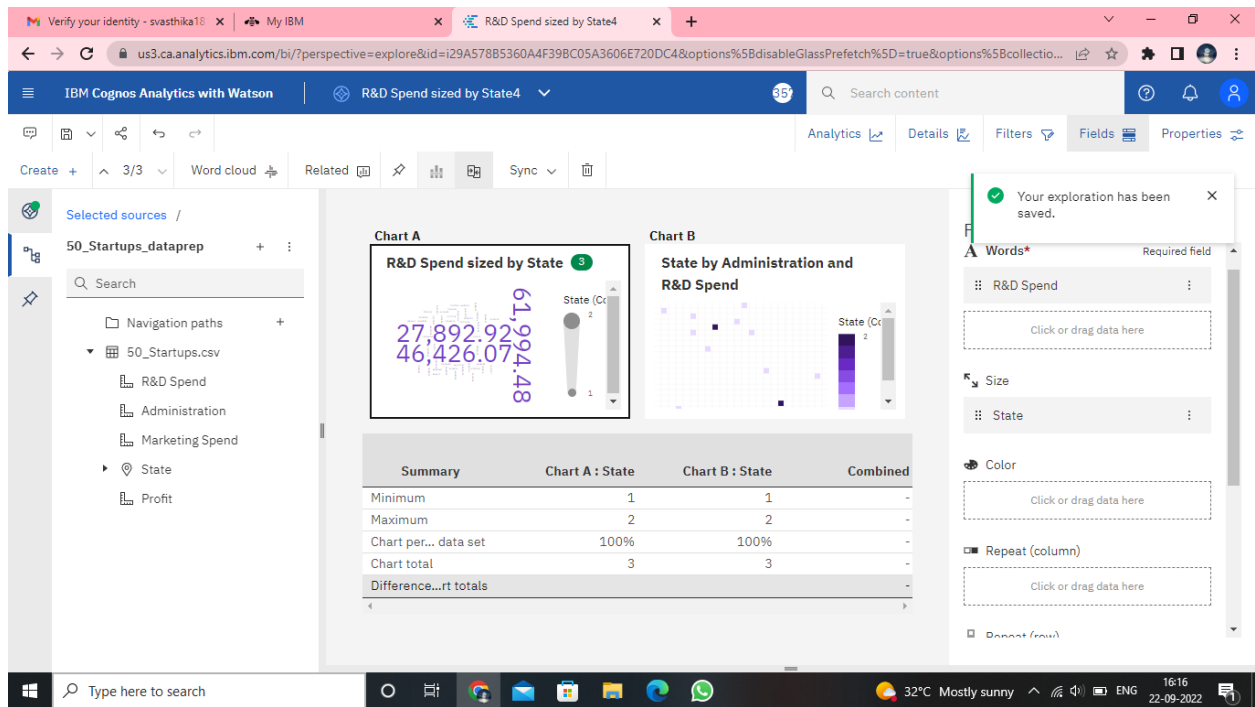 Verify your identity - svasthika18
My IBM
R&D Spend sized by State4
us3.ca.analytics.ibm.com/bi/?perspective=explore&id=i29A578B5360A4F39BC05A3606E720DC4&options%5BdisableGlassPrefetch%5D=true&options%5Bcollectio...
IBM Cognos Analytics with Watson
R&D Spend sized by State4
Search content
Analytics
Details
Filters
Fields
Properties
Create + 3/3 Word cloud Related Sync
Your exploration has been saved.
Selected sources /
50_Startups_dataprep
Search
Navigation paths
50_Startups.csv
R&D Spend
Administration
Marketing Spend
State
Profit
Chart A
R&D Spend sized by State 3
27,892.92
46,426.07
61,994.48
State (Co
2
1
Chart B
State by Administration and
R&D Spend
State (Co
2
Summary Chart A : State Chart B : State Combined
Minimum 1 1 -
Maximum 2 2 -
Chart per... data set 100% 100% -
Chart total 3 3 -
Difference...rt totals -
A Words* Required field
R&D Spend
Click or drag data here
Size
State
Color
Click or drag data here
Repeat (column)
Click or drag data here
Repeat (row)
Type here to search
32°C Mostly sunny
ENG
16:16
22-09-2022